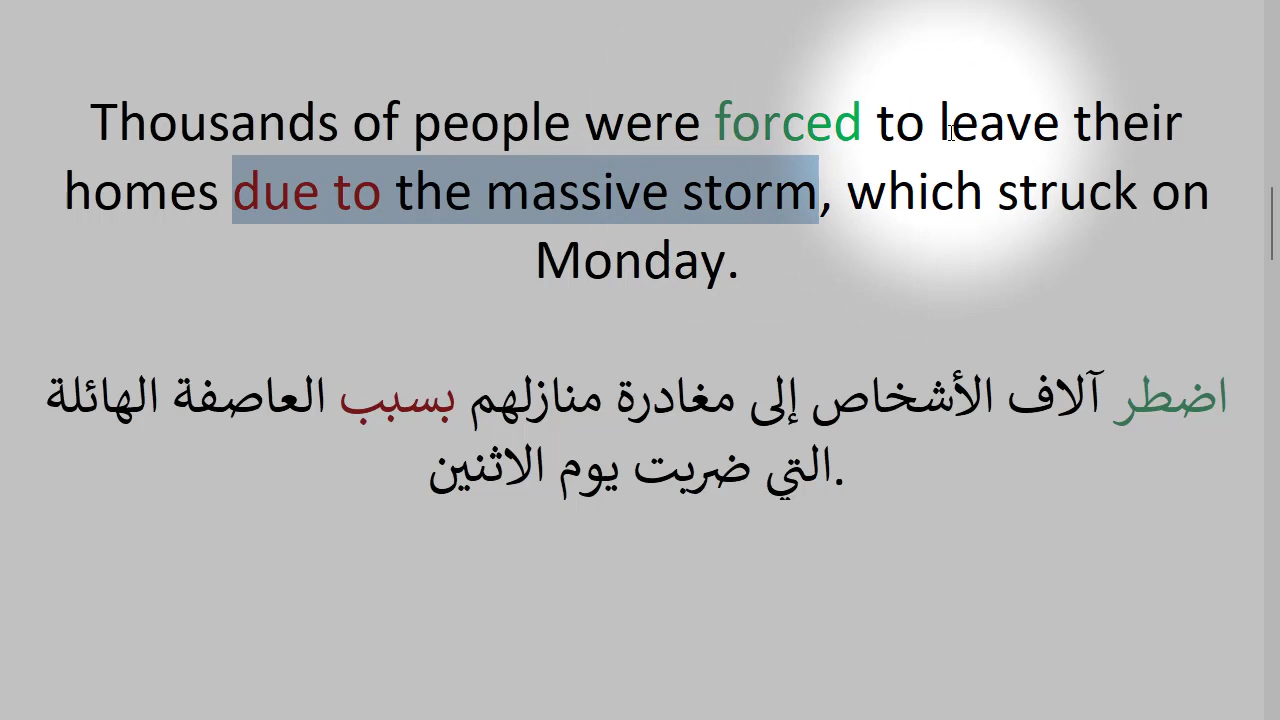 Thousands of people were forced to leave their
homes due to the massive storm, which struck on
Monday.
اضطر آلاف الأشخاص إلى مغادرة منازلهم بسبب العاصفة الهائلة
.التي ضربت يوم الاثنين